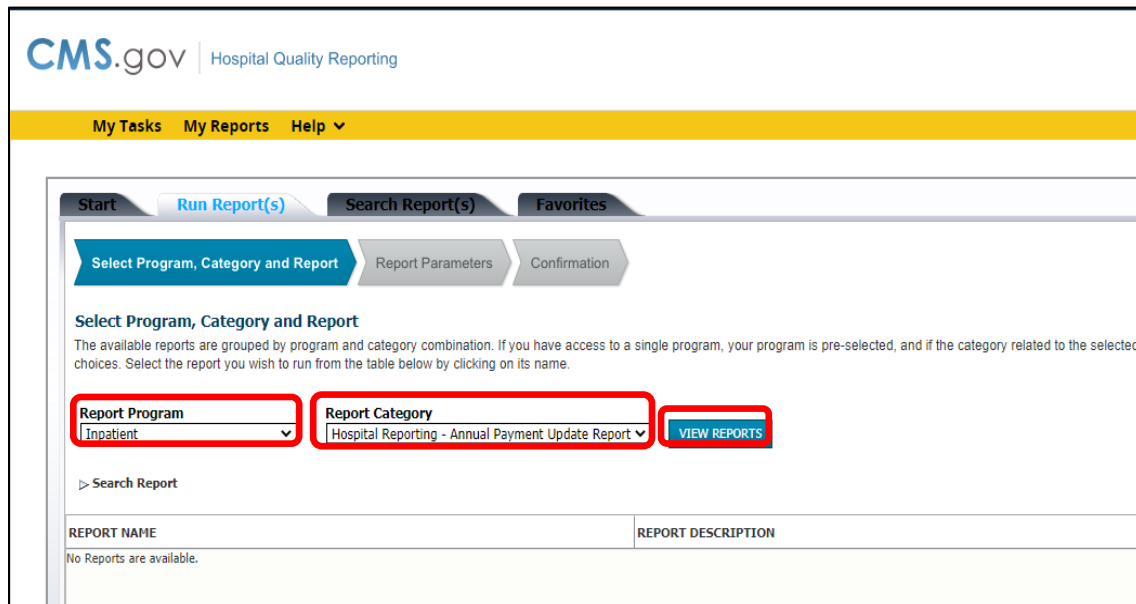 CMS.gov Hospital Quality Reporting
My Tasks My Reports Help
Start Run Report(s) Search Report(s) Favorites
Select Program, Category and Report Report Parameters Confirmation
Select Program, Category and Report
The available reports are grouped by program and category combination. If you have access to a single program, your program is pre-selected, and if the category related to the selected
choices. Select the report you wish to run from the table below by clicking on its name.
Report Program Report Category
Inpatient Hospital Reporting - Annual Payment Update Report VIEW REPORTS
Search Report
REPORT NAME REPORT DESCRIPTION
No Reports are available.